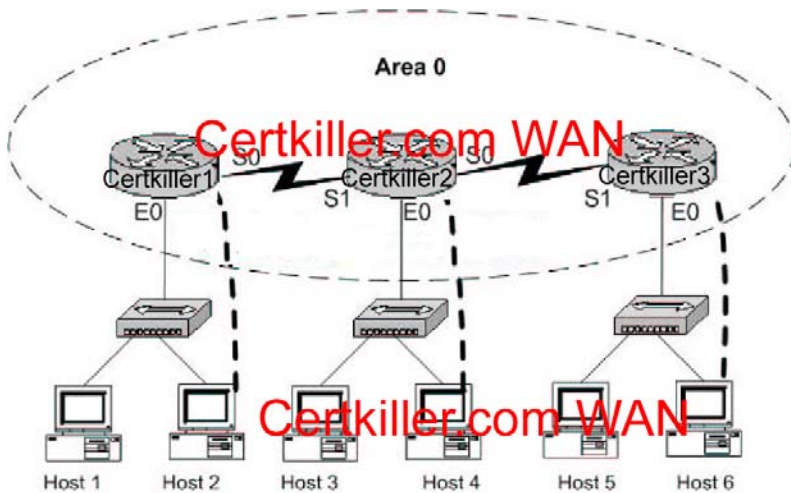 Area 0
Certkiller.com WAN
Certkiller1
S0
S1
Certkiller2
S0
S1
Certkiller3
E0
E0
E0
Certkiller.com WAN
Host 1
Host 2
Host 3
Host 4
Host 5
Host 6